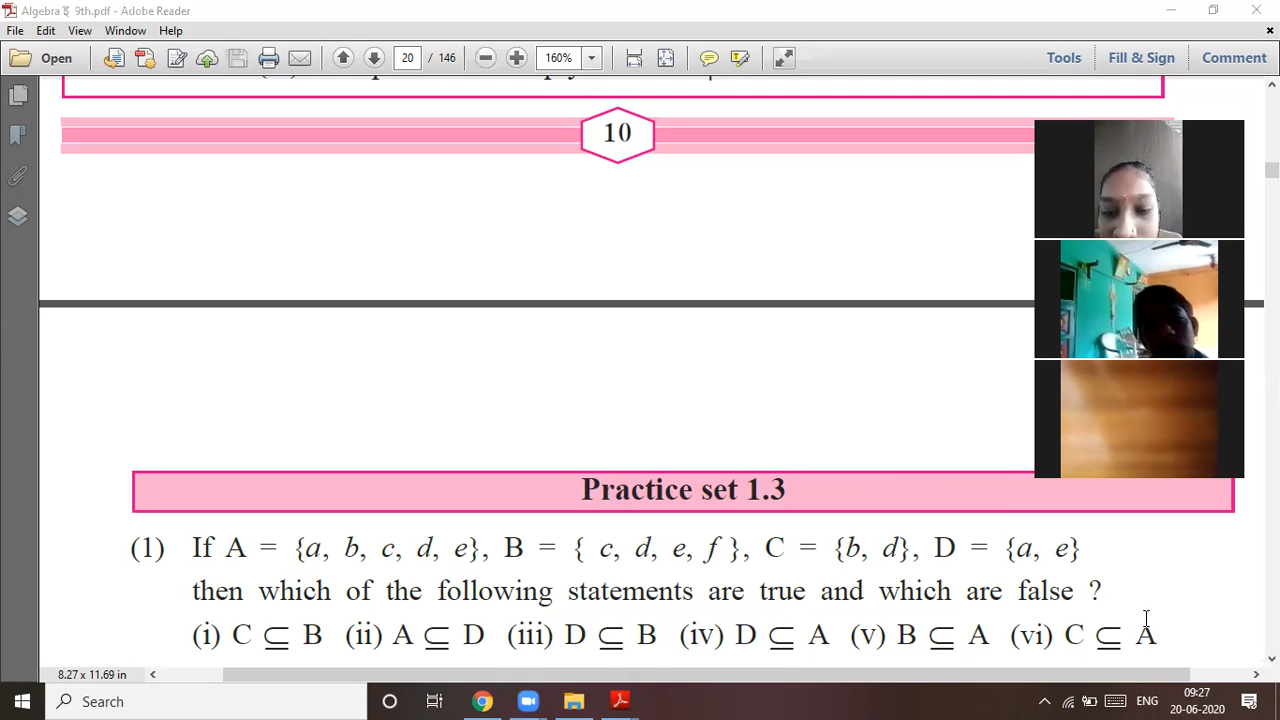 Algebra ई 9th.pdf - Adobe Reader
File Edit View Window Help
Open 20 / 146 160% Tools Fill & Sign Comment
10
Practice set 1.3
(1) If A = {a, b, c, d, e}, B = { c, d, e, f }, C = {b, d}, D = {a, e}
then which of the following statements are true and which are false ?
(i) C ⊆ B (ii) A ⊆ D (iii) D ⊆ B (iv) D ⊆ A (v) B ⊆ A (vi) C ⊆ A
8.27 x 11.69 in
Search
ENG
09:27
20-06-2020